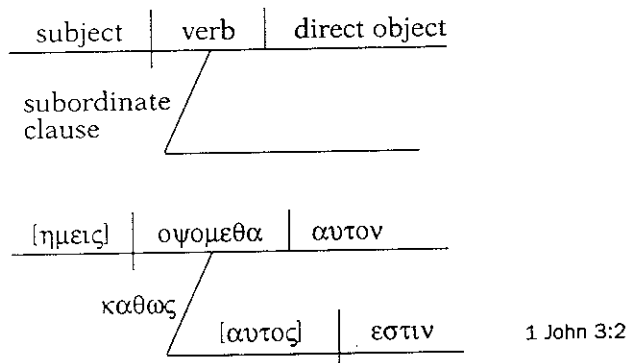 subject verb direct object
subordinate
clause
[ημεις] οψομεθα αυτον
καθως
[αυτος] εστιν 1 John 3:2